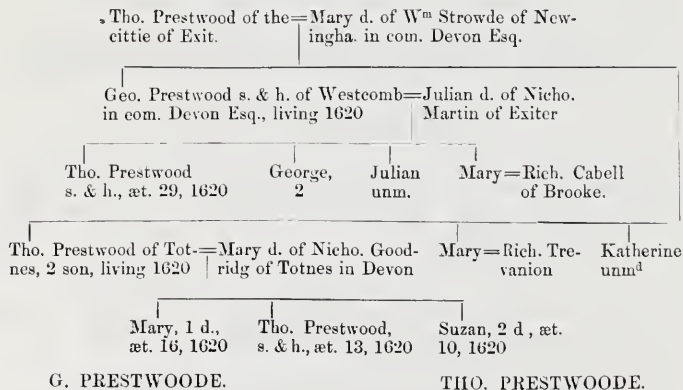 Tho. Prestwood of the=Mary d. of Wᵐ Strowde of New-
cittie of Exit. ingha. in com. Devon Esq.
Geo. Prestwood s. & h. of Westcomb=Julian d. of Nicho.
in com. Devon Esq., living 1620 Martin of Exiter
Tho. Prestwood George, Julian Mary=Rich. Cabell
s. & h., æt. 29, 1620 2 unm. of Brooke.
Tho. Prestwood of Tot-=Mary d. of Nicho. Good- Mary=Rich. Tre- Katherine
nes, 2 son, living 1620 ridg of Totnes in Devon vanion unmᵈ
Mary, 1 d., Tho. Prestwood, Suzan, 2 d, æt.
æt. 16, 1620 s. & h., æt. 13, 1620 10, 1620
G. PRESTWOODE. THO. PRESTWOODE.